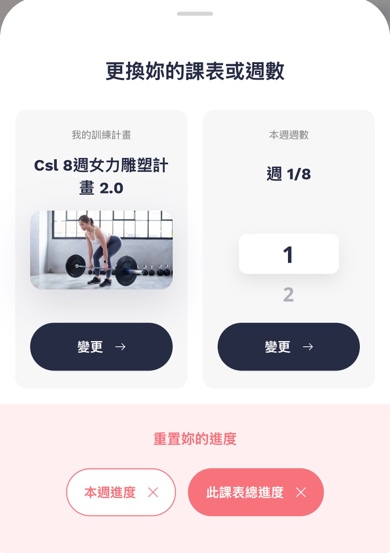 更換妳的課表或週數
我的訓練計畫
Csl 8週女力雕塑計
畫 2.0
變更 →
本週週數
週 1/8
1
2
變更 →
重置妳的進度
本週進度 ×
此課表總進度 ×